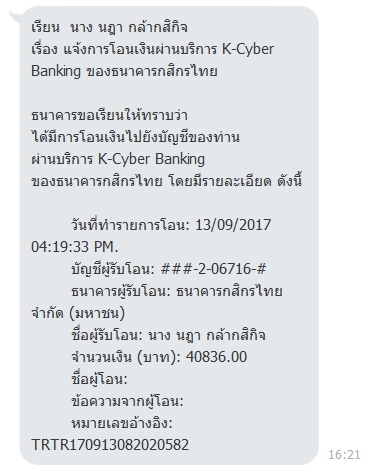 เรียน นาง นฎา กล้ากสิกิจ
เรื่อง แจ้งการโอนเงินผ่านบริการ K-Cyber
Banking ของธนาคารกสิกรไทย
ธนาคารขอเรียนให้ทราบว่า
ได้มีการโอนเงินไปยังบัญชีของท่าน
ผ่านบริการ K-Cyber Banking
ของธนาคารกสิกรไทย โดยมีรายละเอียด ดังนี้
วันที่ทำรายการโอน: 13/09/2017
04:19:33 PM.
บัญชีผู้รับโอน: ###-2-06716-#
ธนาคารผู้รับโอน: ธนาคารกสิกรไทย
จำกัด (มหาชน)
ชื่อผู้รับโอน: นาง นฎา กล้ากสิกิจ
จำนวนเงิน (บาท): 40836.00
ชื่อผู้โอน:
ข้อความจากผู้โอน:
หมายเลขอ้างอิง:
TRTR170913082020582
16:21